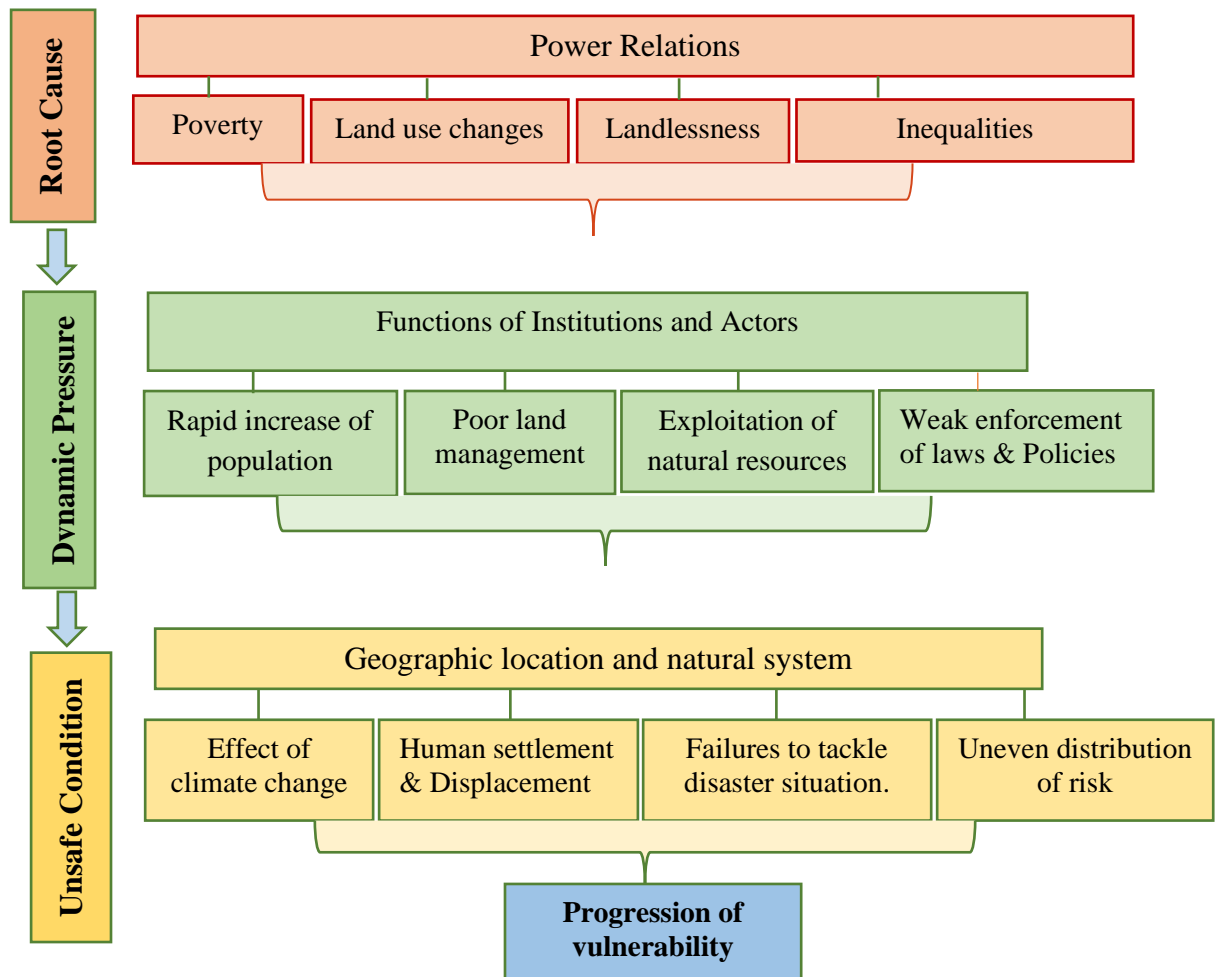 Root Cause
Power Relations
Poverty
Land use changes
Landlessness
Inequalities
Dvnamic Pressure
Functions of Institutions and Actors
Rapid increase of
population
Poor land
management
Exploitation of
natural resources
Weak enforcement
of laws & Policies
Unsafe Condition
Geographic location and natural system
Effect of
climate change
Human settlement
& Displacement
Failures to tackle
disaster situation.
Uneven distribution
of risk
Progression of
vulnerability